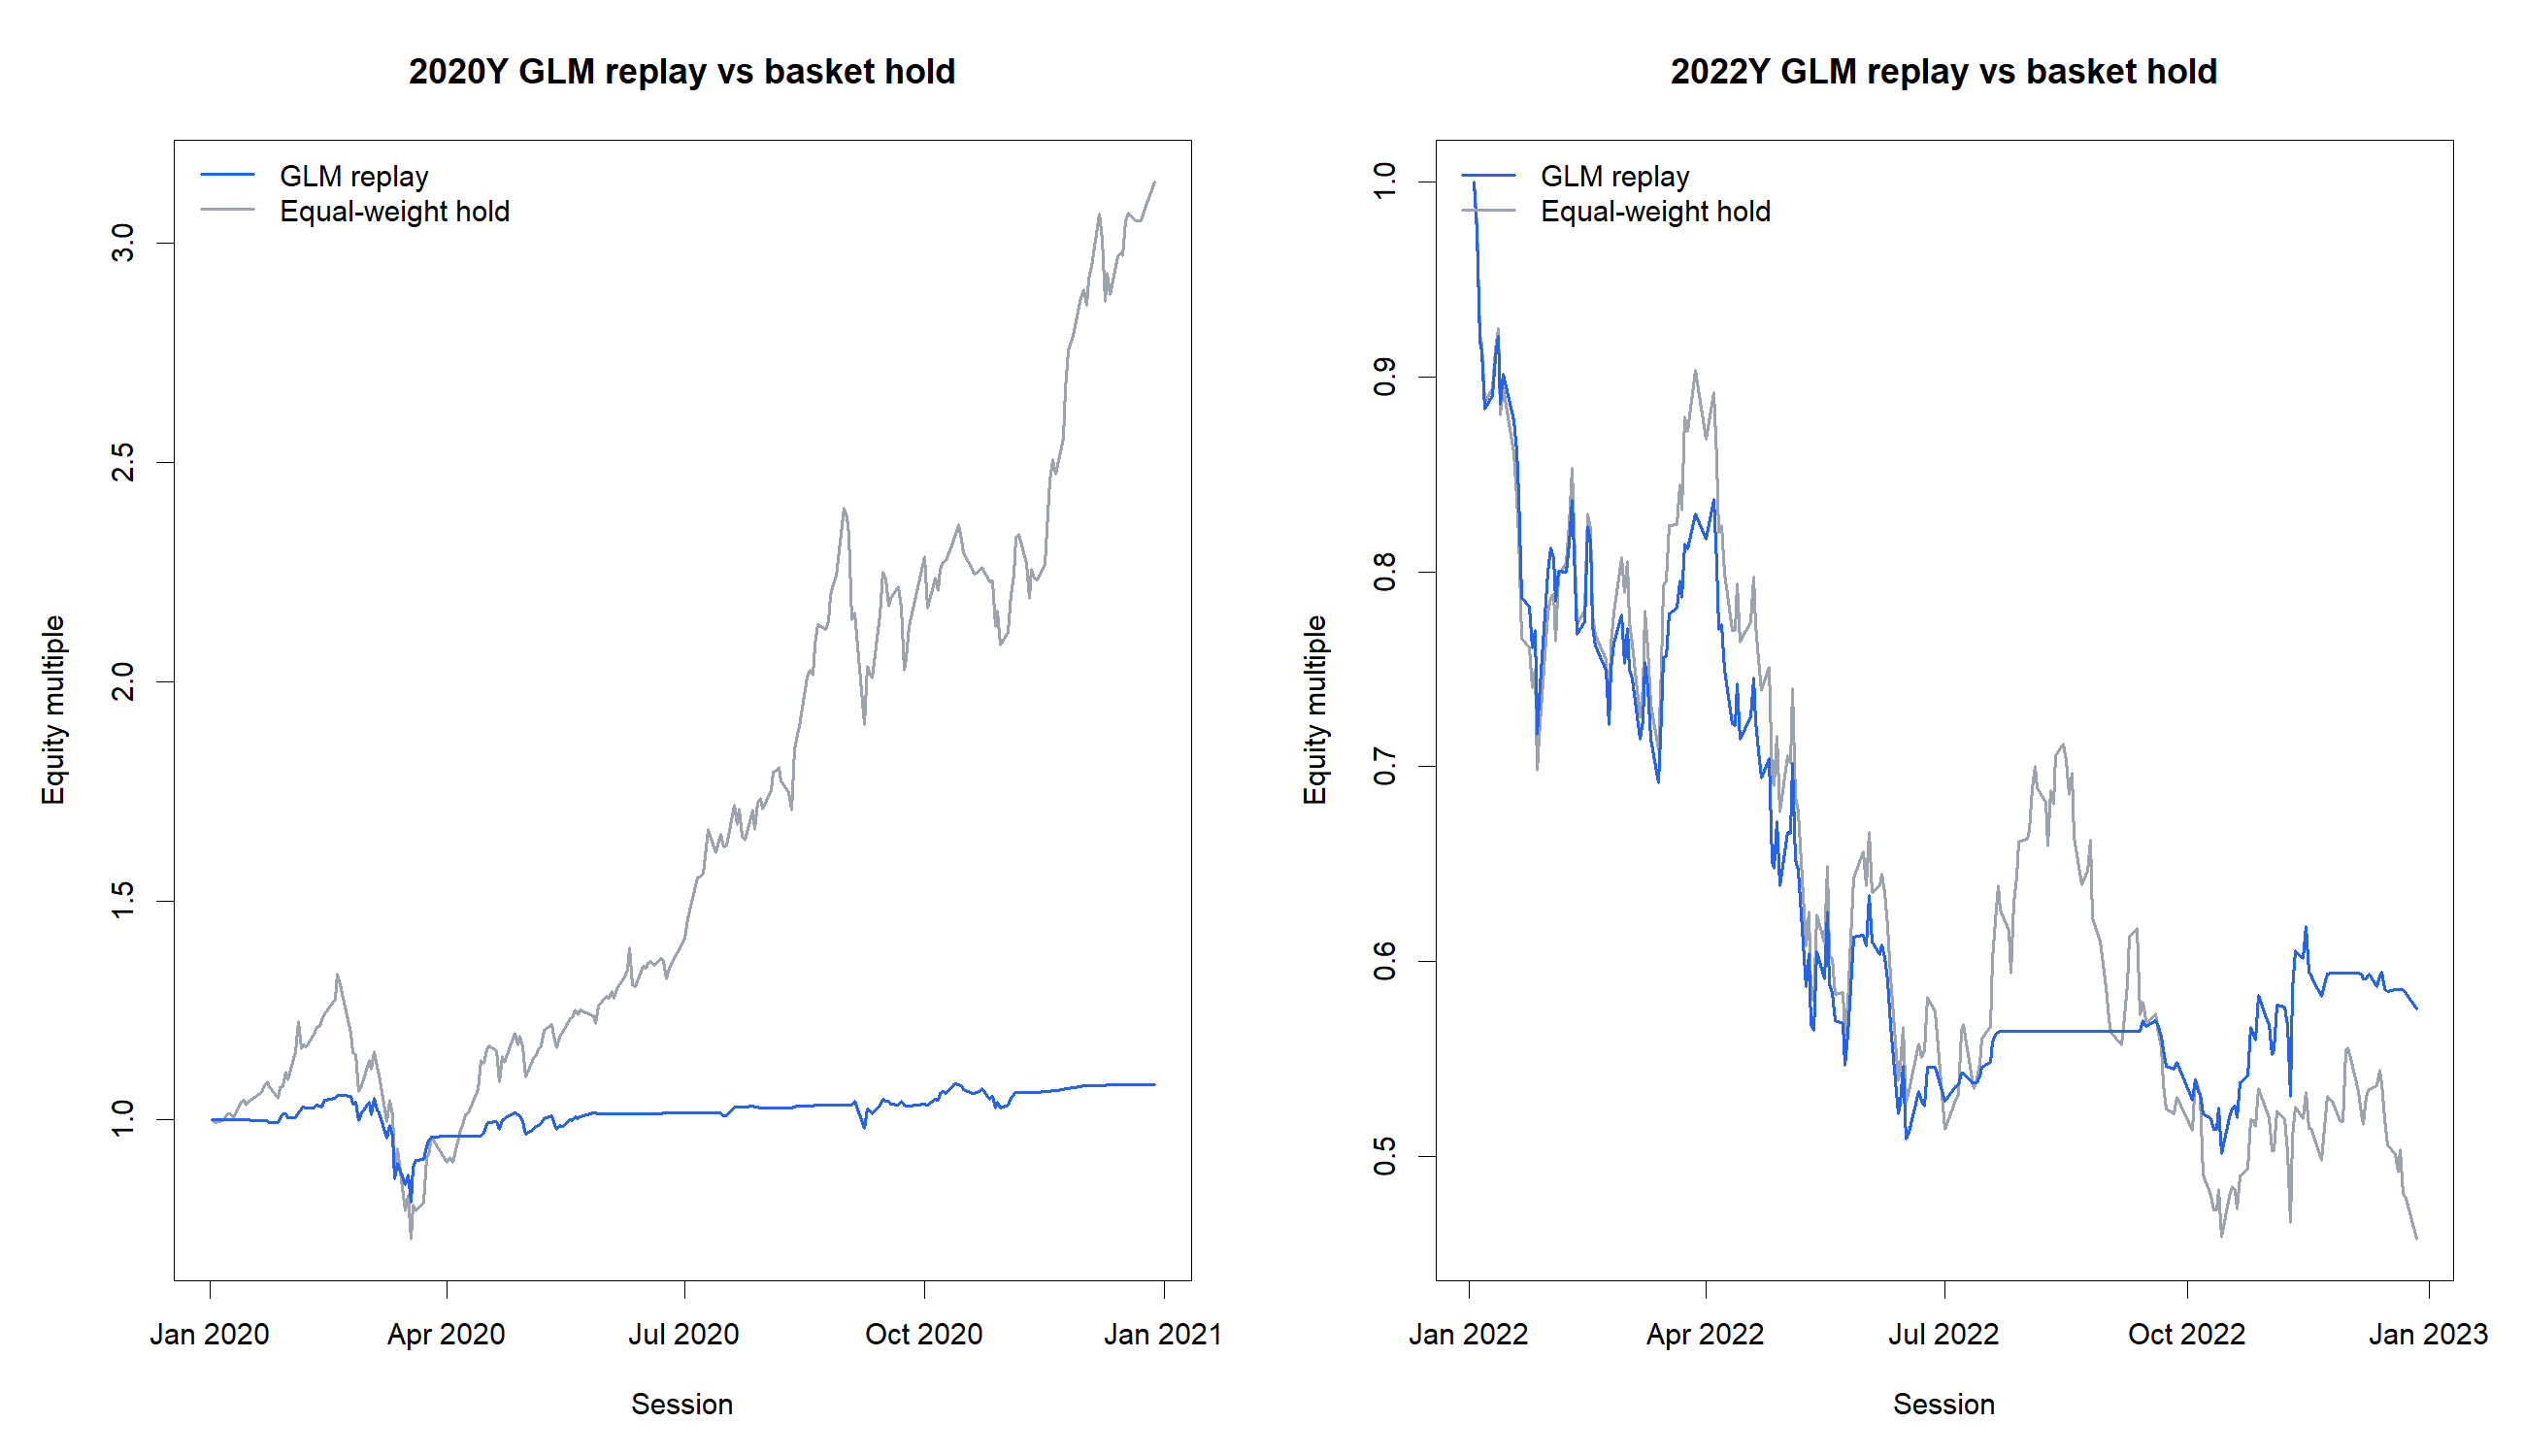 2020Y GLM replay vs basket hold
GLM replay
Equal-weight hold
3.0
2.5
2.0
1.5
1.0
Equity multiple
Jan 2020
Apr 2020
Jul 2020
Oct 2020
Jan 2021
Session
2022Y GLM replay vs basket hold
GLM replay
Equal-weight hold
1.0
0.9
0.8
0.7
0.6
0.5
Equity multiple
Jan 2022
Apr 2022
Jul 2022
Oct 2022
Jan 2023
Session